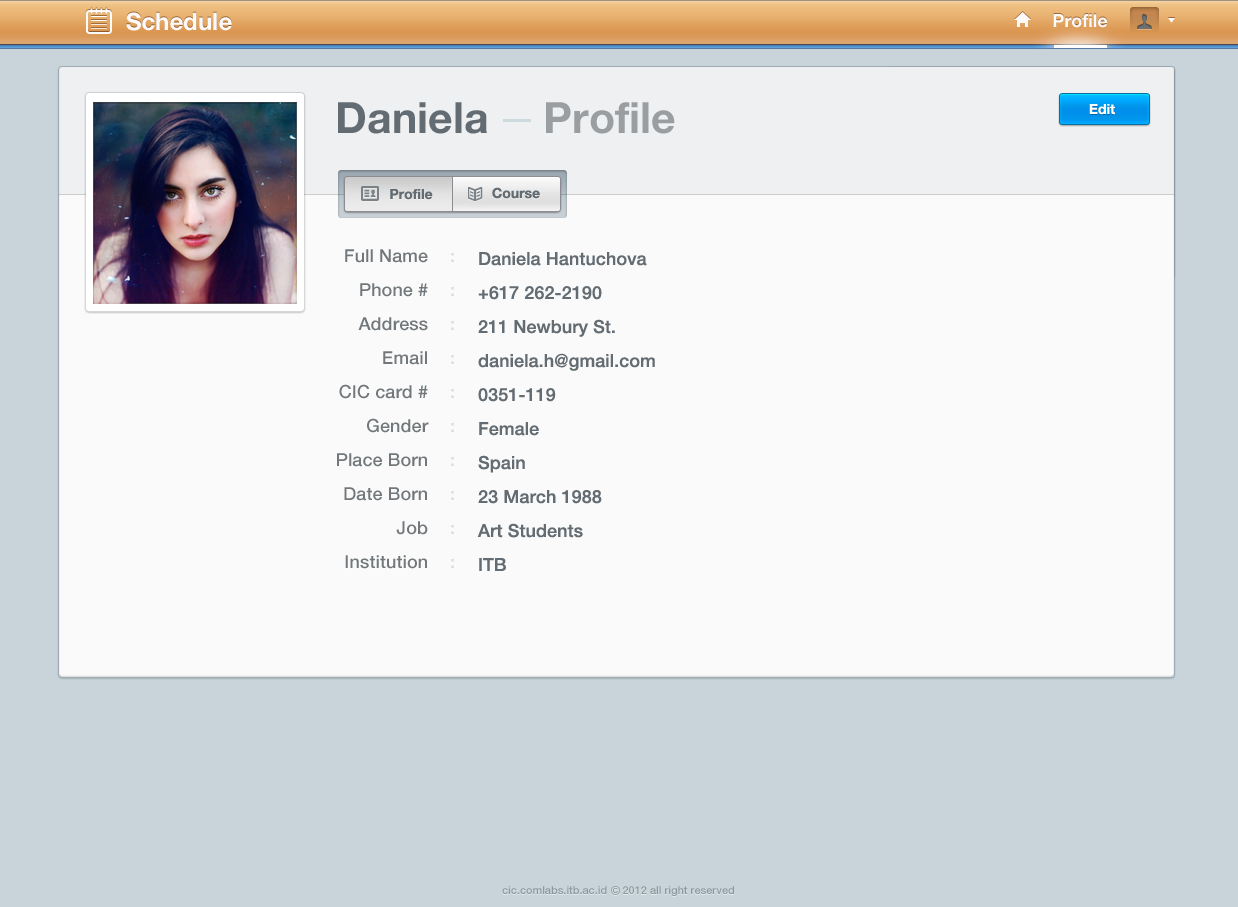 Schedule
Profile
Daniela — Profile
Edit
Profile
Course
Full Name : Daniela Hantuchova
Phone # : +617 262-2190
Address : 211 Newbury St.
Email : daniela.h@gmail.com
CIC card # : 0351-119
Gender : Female
Place Born : Spain
Date Born : 23 March 1988
Job : Art Students
Institution : ITB
cic.comlabs.itb.ac.id © 2012 all right reserved